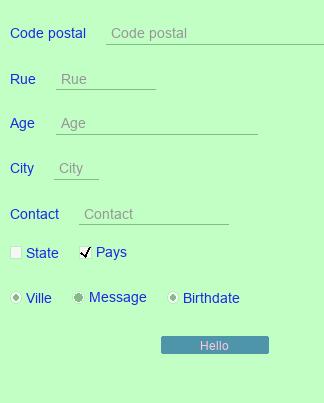 Code postal Code postal
Rue Rue
Age Age
City City
Contact Contact
State Pays
Ville Message Birthdate
Hello